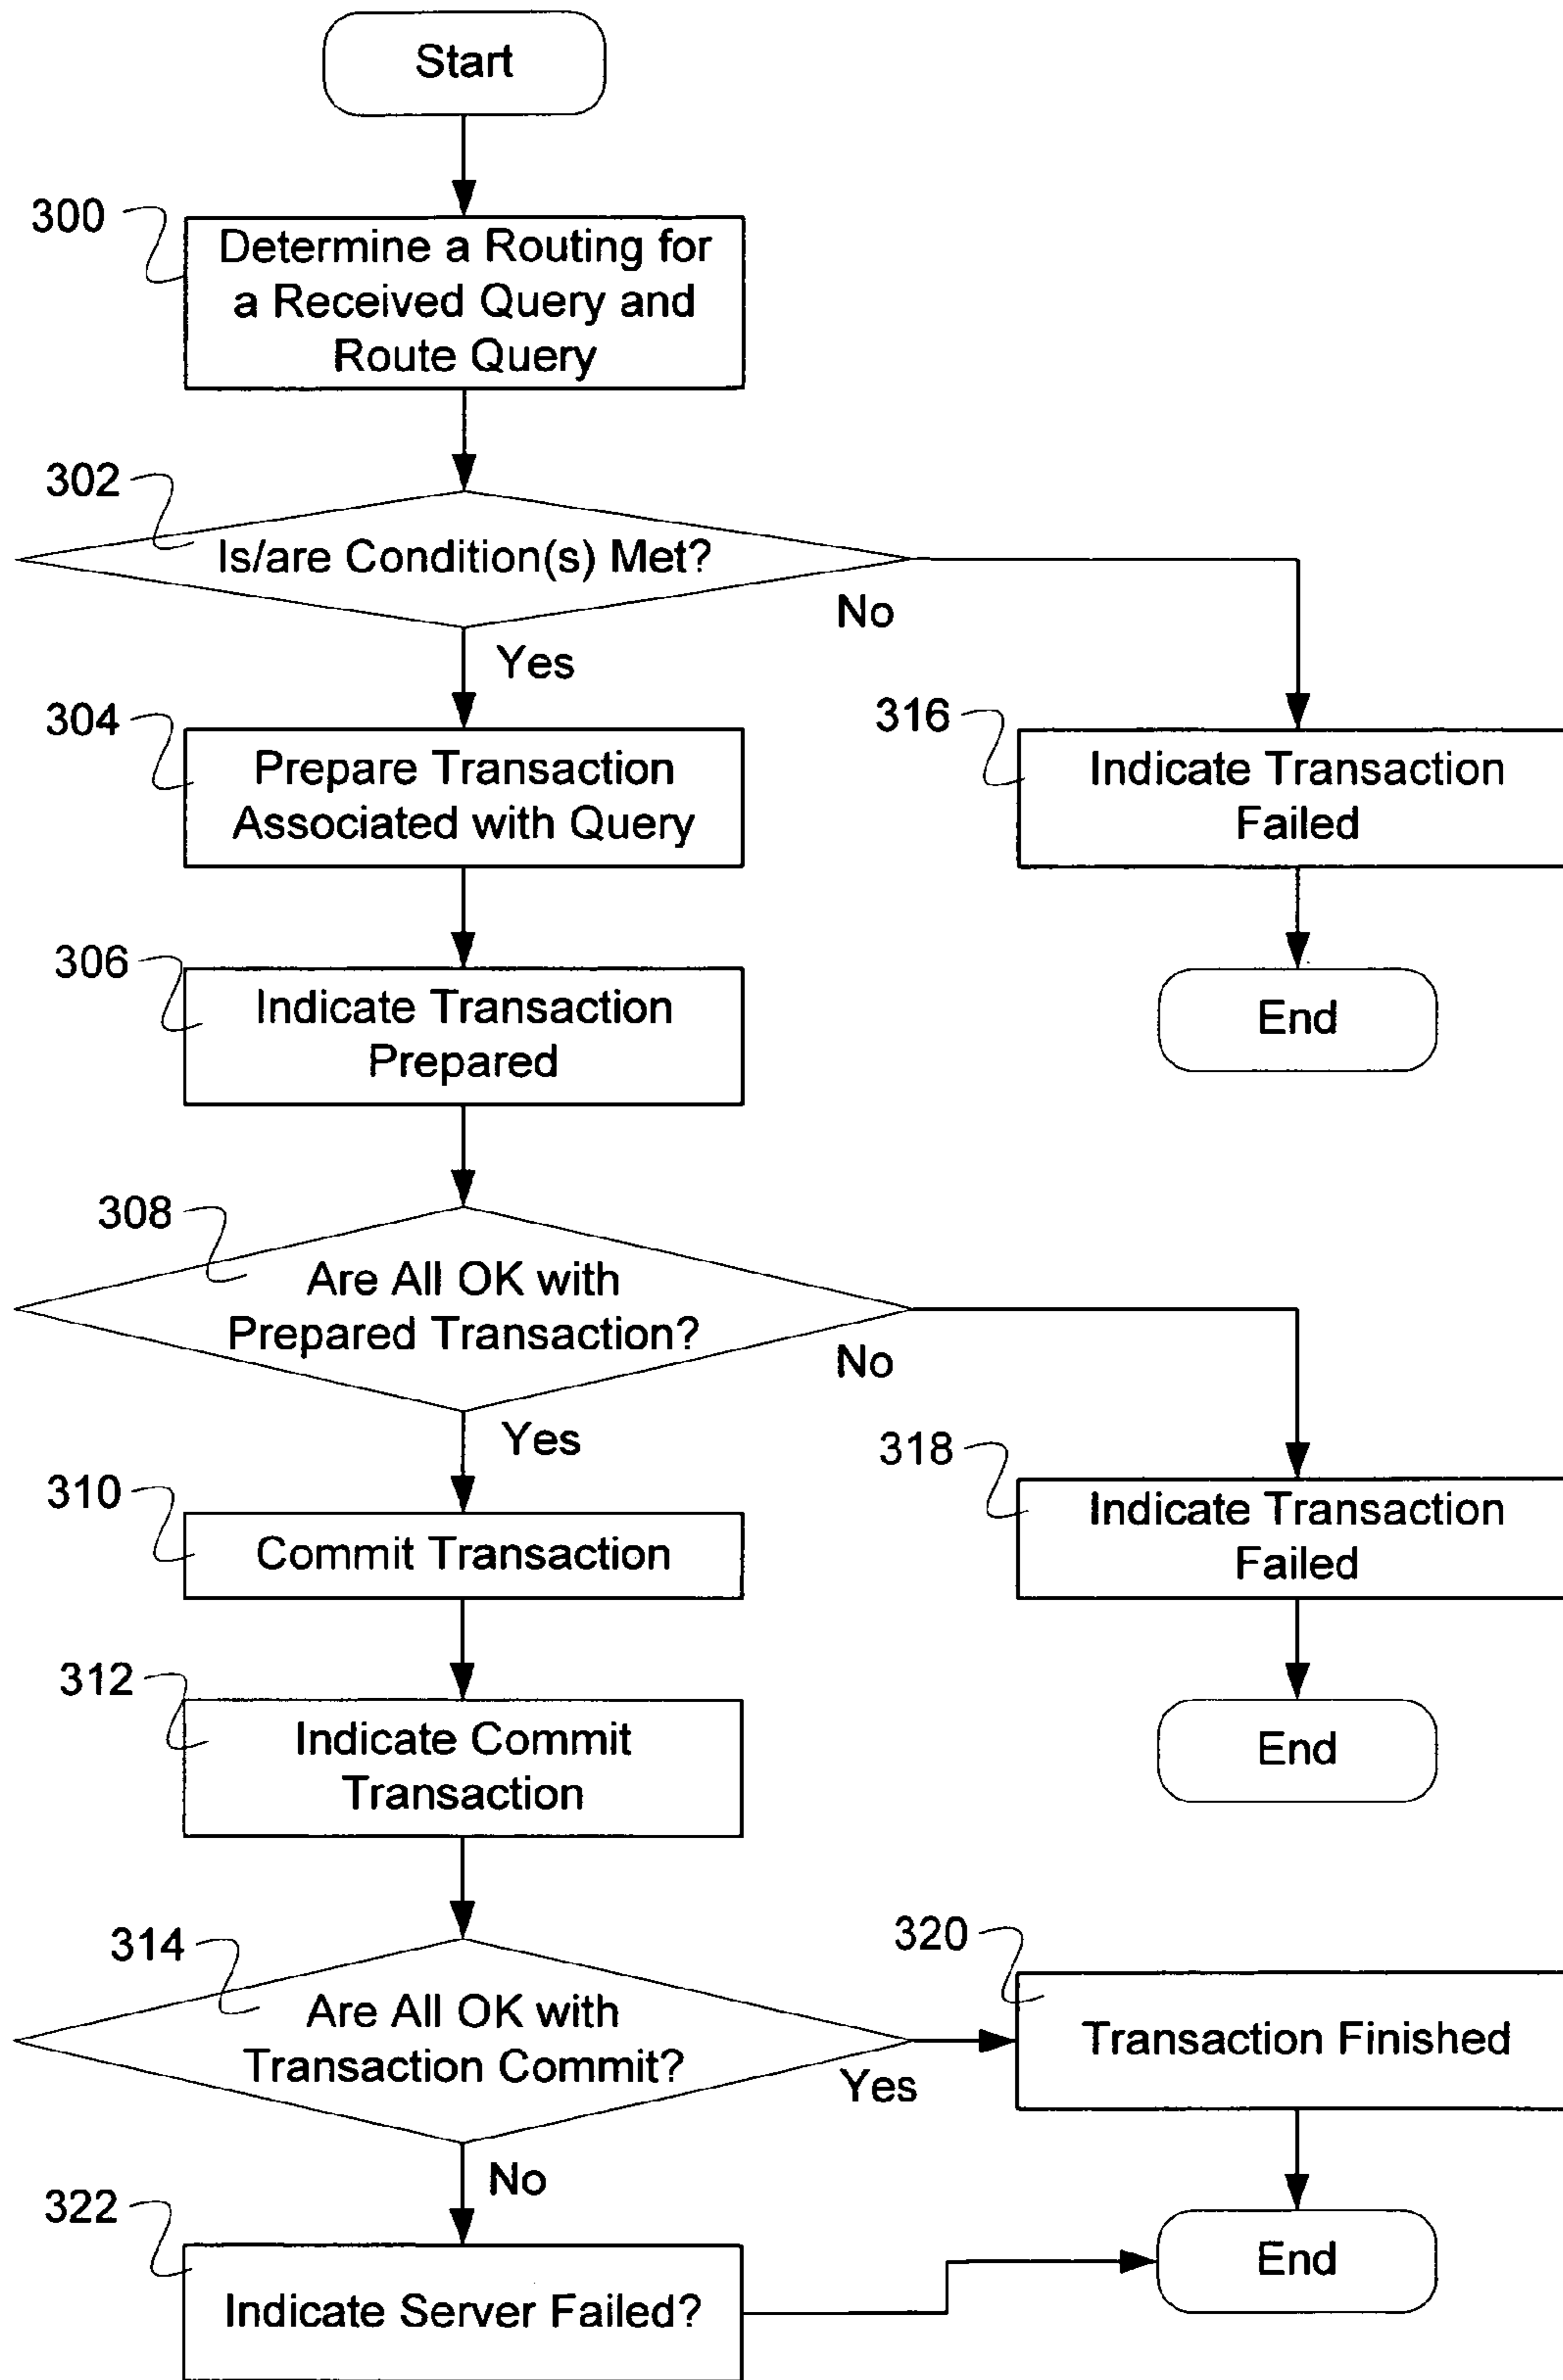 Start
300
Determine a Routing for
a Received Query and
Route Query
302
Is/are Condition(s) Met?
No
Yes
304
Prepare Transaction
Associated with Query
316
Indicate Transaction
Failed
306
Indicate Transaction
Prepared
End
308
Are All OK with
Prepared Transaction?
No
Yes
310
Commit Transaction
318
Indicate Transaction
Failed
312
Indicate Commit
Transaction
End
314
Are All OK with
Transaction Commit?
Yes
320
Transaction Finished
No
322
Indicate Server Failed?
End